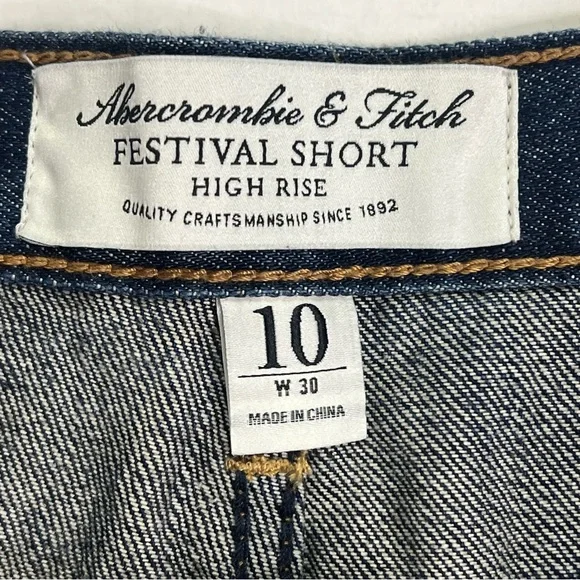 Abercrombie & Fitch
FESTIVAL SHORT
HIGH RISE
QUALITY CRAFTSMANSHIP SINCE 1892
10
W 30
MADE IN CHINA